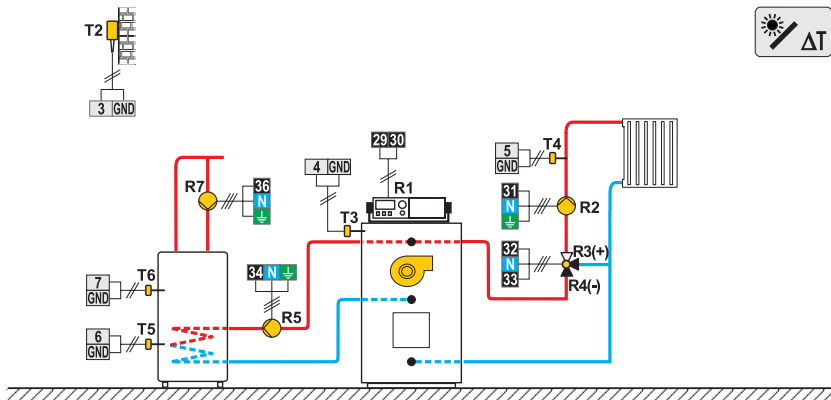 T2
3 GND
ΔT
29 30
4 GND
R1
5
GND
T4
R7
36
N
31
N
R2
T3
32
N
33
R3(+)
R4(-)
34 N
7
GND
T6
R5
6
GND
T5